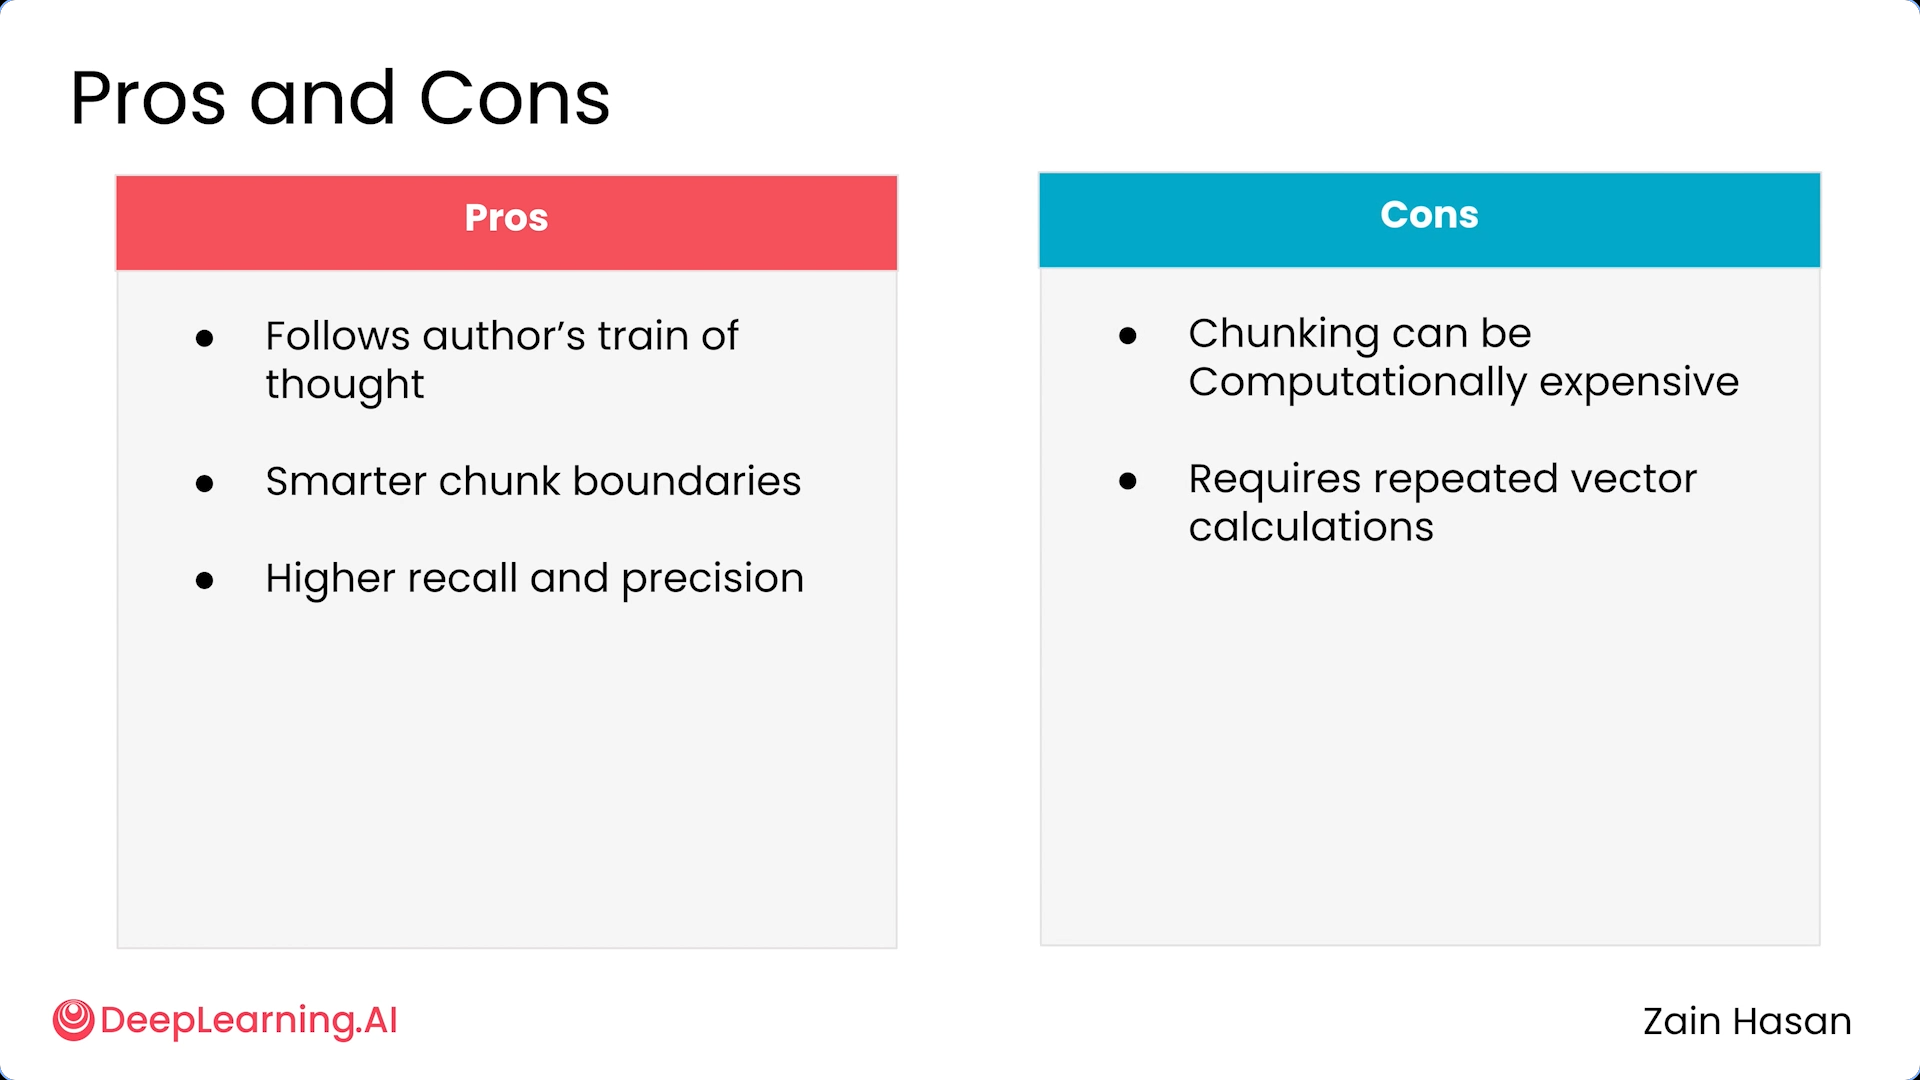 Pros and Cons
Pros
● Follows author’s train of
thought
● Smarter chunk boundaries
● Higher recall and precision
Cons
● Chunking can be
Computationally expensive
● Requires repeated vector
calculations
DeepLearning.AI
Zain Hasan